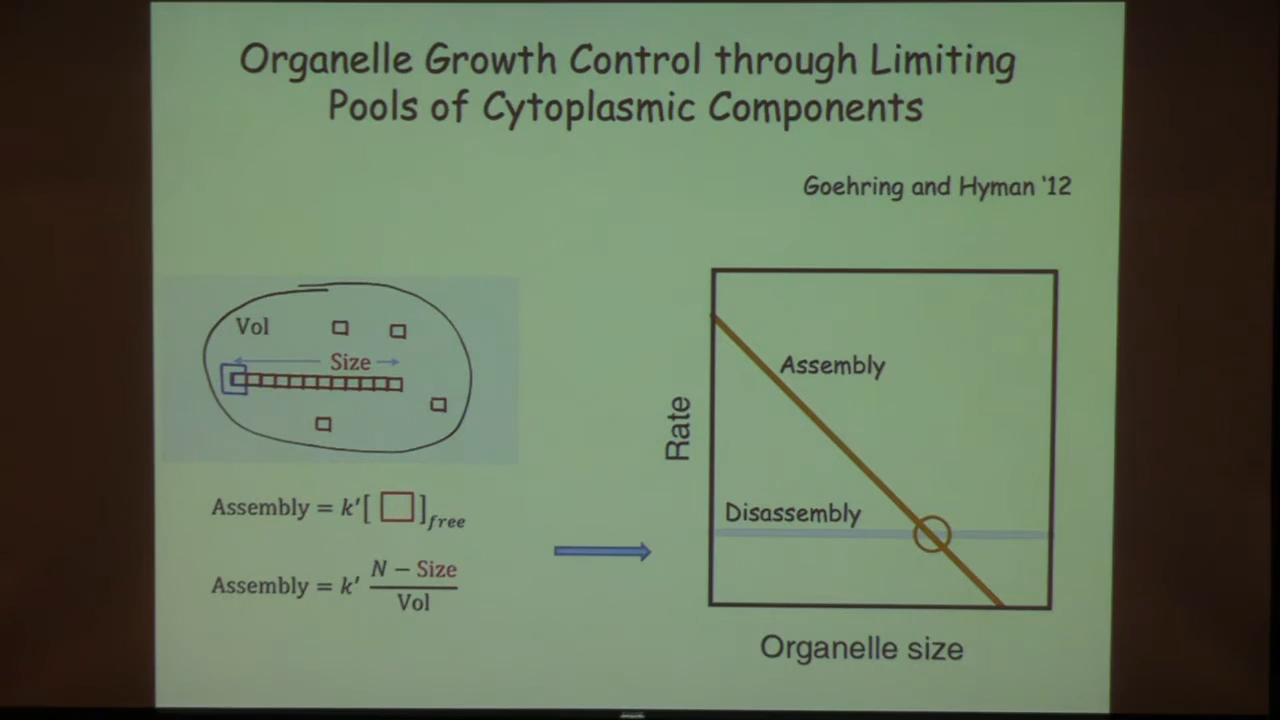 Organelle Growth Control through Limiting
Pools of Cytoplasmic Components
Goehring and Hyman ‘12
Vol
Size
Assembly = k′[ □ ]free
Assembly = k′ (N − Size)/Vol
Rate
Assembly
Disassembly
Organelle size